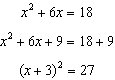 x² + 6x = 18
x² + 6x + 9 = 18 + 9
(x + 3)² = 27